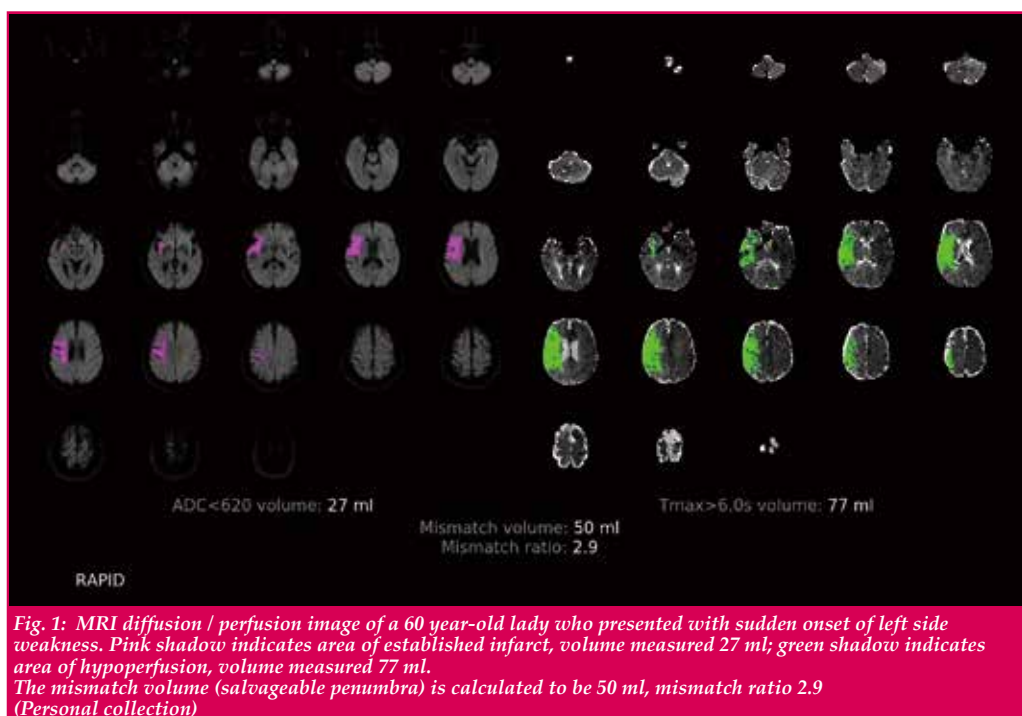 ADC<620 volume: 27 ml
Tmax>6.0s volume: 77 ml
Mismatch volume: 50 ml
Mismatch ratio: 2.9
RAPID
Fig. 1: MRI diffusion / perfusion image of a 60 year-old lady who presented with sudden onset of left side
weakness. Pink shadow indicates area of established infarct, volume measured 27 ml; green shadow indicates
area of hypoperfusion, volume measured 77 ml.
The mismatch volume (salvageable penumbra) is calculated to be 50 ml, mismatch ratio 2.9
(Personal collection)